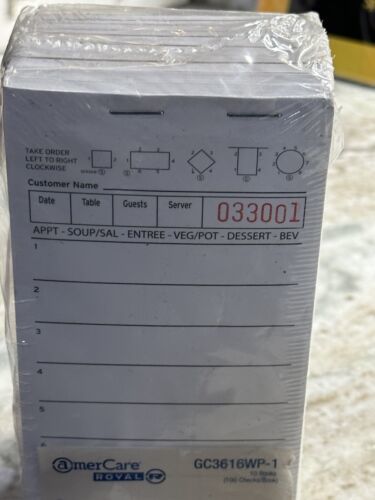 TAKE ORDER
LEFT TO RIGHT
CLOCKWISE
Customer Name
Date Table Guests Server 033001
APPT - SOUP/SAL - ENTREE - VEG/POT - DESSERT - BEV
1
2
3
4
5
amerCare
ROYAL
GC3616WP-1
10 Books
(100 Checks/Book)